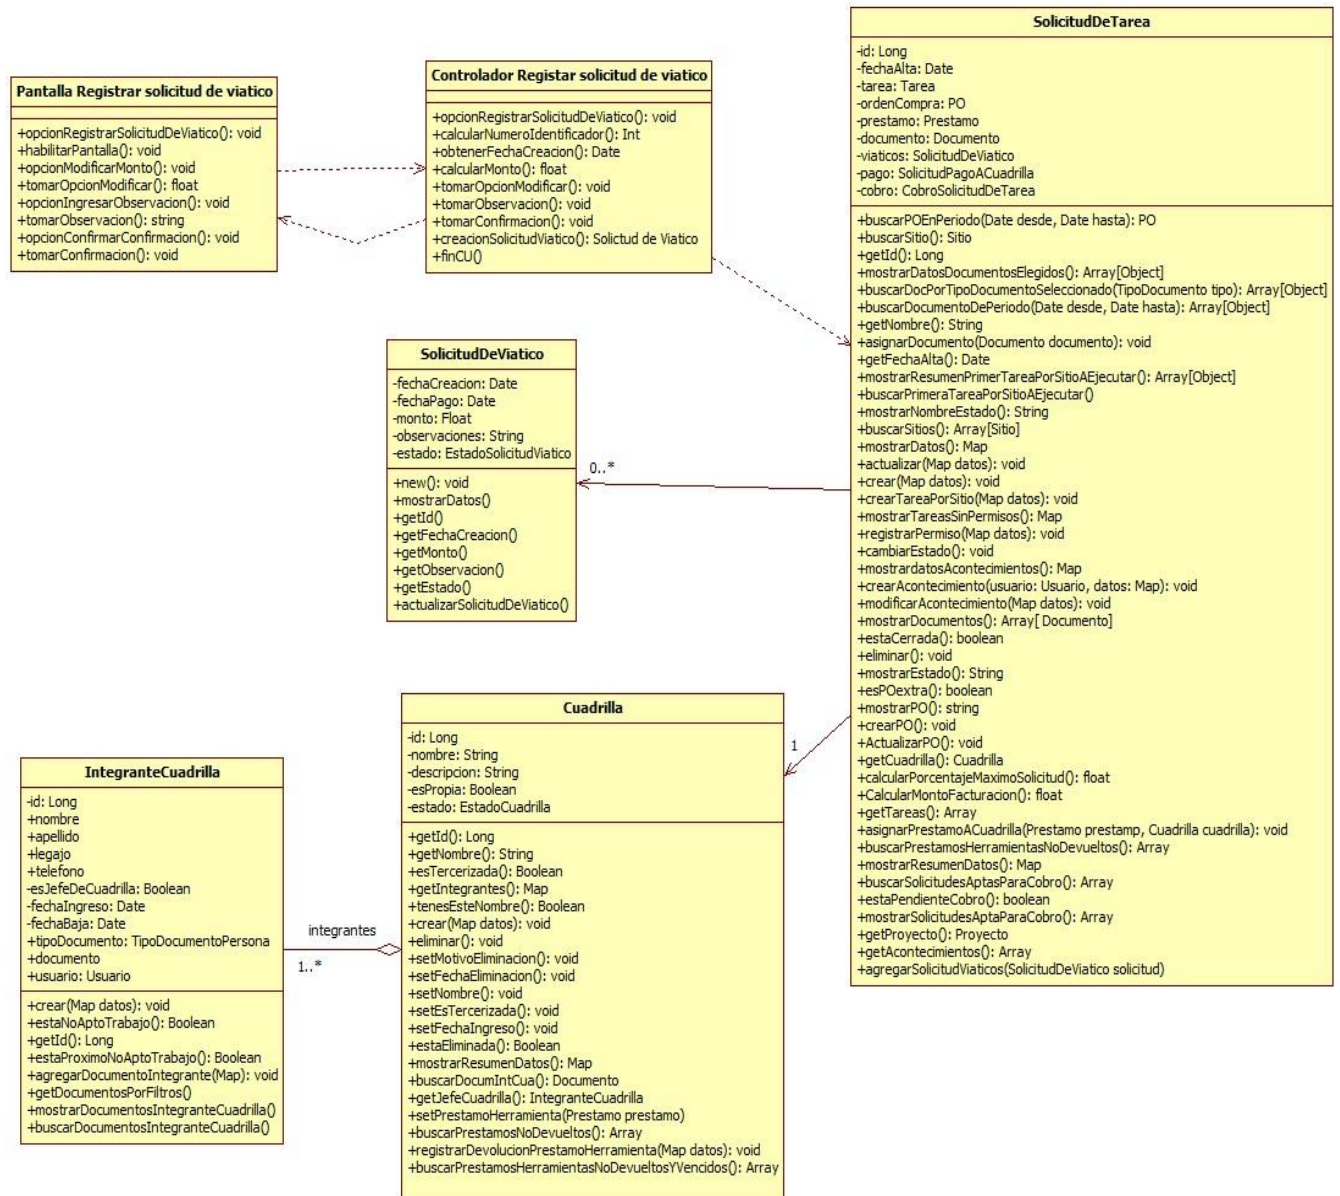 Pantalla Registrar solicitud de viatico
+opcionRegistrarSolicitudDeViatico(): void
+habilitarPantalla(): void
+opcionModificarMonto(): void
+tomarOpcionModificar(): float
+opcionIngresarObservacion(): void
+tomarObservacion(): string
+opcionConfirmarConfirmacion(): void
+tomarConfirmacion(): void
Controlador Registar solicitud de viatico
+opcionRegistrarSolicitudDeViatico(): void
+calcularNumeroIdentificador(): Int
+obtenerFechaCreacion(): Date
+calcularMonto(): float
+tomarOpcionModificar(): void
+tomarObservacion(): void
+tomarConfirmacion(): void
+creacionSolicitudViatico(): Solictud de Viatico
+finCU()
SolicitudDeTarea
-id: Long
-fechaAlta: Date
-tarea: Tarea
-ordenCompra: PO
-prestamo: Prestamo
-documento: Documento
-viaticos: SolicitudDeViatico
-pago: SolicitudPagoACuadrilla
-cobro: CobroSolicitudDeTarea
+buscarPOEnPeriodo(Date desde, Date hasta): PO
+buscarSitio(): Sitio
+getId(): Long
+mostrarDatosDocumentosElegidos(): Array[Object]
+buscarDocPorTipoDocumentoSeleccionado(TipoDocumento tipo): Array[Object]
+buscarDocumentoDePeriodo(Date desde, Date hasta): Array[Object]
+getNombre(): String
+asignarDocumento(Documento documento): void
+getFechaAlta(): Date
+mostrarResumenPrimerTareaPorSitioAEjecutar(): Array[Object]
+buscarPrimeraTareaPorSitioAEjecutar()
+mostrarNombreEstado(): String
+buscarSitios(): Array[Sitio]
+mostrarDatos(): Map
+actualizar(Map datos): void
+crear(Map datos): void
+crearTareaPorSitio(Map datos): void
+mostrarTareasSinPermisos(): Map
+registrarPermiso(Map datos): void
+cambiarEstado(): void
+mostrardatosAcontecimientos(): Map
+crearAcontecimiento(usuario: Usuario, datos: Map): void
+modificarAcontecimiento(Map datos): void
+mostrarDocumentos(): Array[ Documento]
+estaCerrada(): boolean
+eliminar(): void
+mostrarEstado(): String
+esPOextra(): boolean
+mostrarPO(): string
+crearPO(): void
+ActualizarPO(): void
+getCuadrilla(): Cuadrilla
+calcularPorcentajeMaximoSolicitud(): float
+CalcularMontoFacturacion(): float
+getTareas(): Array
+asignarPrestamoACuadrilla(Prestamo prestamp, Cuadrilla cuadrilla): void
+buscarPrestamosHerramientasNoDevueltos(): Array
+mostrarResumenDatos(): Map
+buscarSolicitudesAptasParaCobro(): Array
+estaPendienteCobro(): boolean
+mostrarSolicitudesAptaParaCobro(): Array
+getProyecto(): Proyecto
+getAcontecimientos(): Array
+agregarSolicitudViaticos(SolicitudDeViatico solicitud)
SolicitudDeViatico
-fechaCreacion: Date
-fechaPago: Date
-monto: Float
-observaciones: String
-estado: EstadoSolicitudViatico
+new(): void
+mostrarDatos()
+getId()
+getFechaCreacion()
+getMonto()
+getObservacion()
+getEstado()
+actualizarSolicitudDeViatico()
0..*
1
Cuadrilla
-id: Long
-nombre: String
-descripcion: String
-esPropia: Boolean
-estado: EstadoCuadrilla
+getId(): Long
+getNombre(): String
+esTercerizada(): Boolean
+getIntegrantes(): Map
+tenesEsteNombre(): Boolean
+crear(Map datos): void
+eliminar(): void
+setMotivoEliminacion(): void
+setFechaEliminacion(): void
+setNombre(): void
+setEsTercerizada(): void
+setFechaIngreso(): void
+estaEliminada(): Boolean
+mostrarResumenDatos(): Map
+buscarDocumIntCua(): Documento
+getJefeCuadrilla(): IntegranteCuadrilla
+setPrestamoHerramienta(Prestamo prestamo)
+buscarPrestamosNoDevueltos(): Array
+registrarDevolucionPrestamoHerramienta(Map datos): void
+buscarPrestamosHerramientasNoDevueltosYVencidos(): Array
integrantes
1..*
IntegranteCuadrilla
-id: Long
+nombre
+apellido
+legajo
+telefono
-esJefeDeCuadrilla: Boolean
-fechaIngreso: Date
-fechaBaja: Date
+tipoDocumento: TipoDocumentoPersona
+documento
+usuario: Usuario
+crear(Map datos): void
+estaNoAptoTrabajo(): Boolean
+getId(): Long
+estaProximoNoAptoTrabajo(): Boolean
+agregarDocumentoIntegrante(Map): void
+getDocumentosPorFiltros()
+mostrarDocumentosIntegranteCuadrilla()
+buscarDocumentosIntegranteCuadrilla()